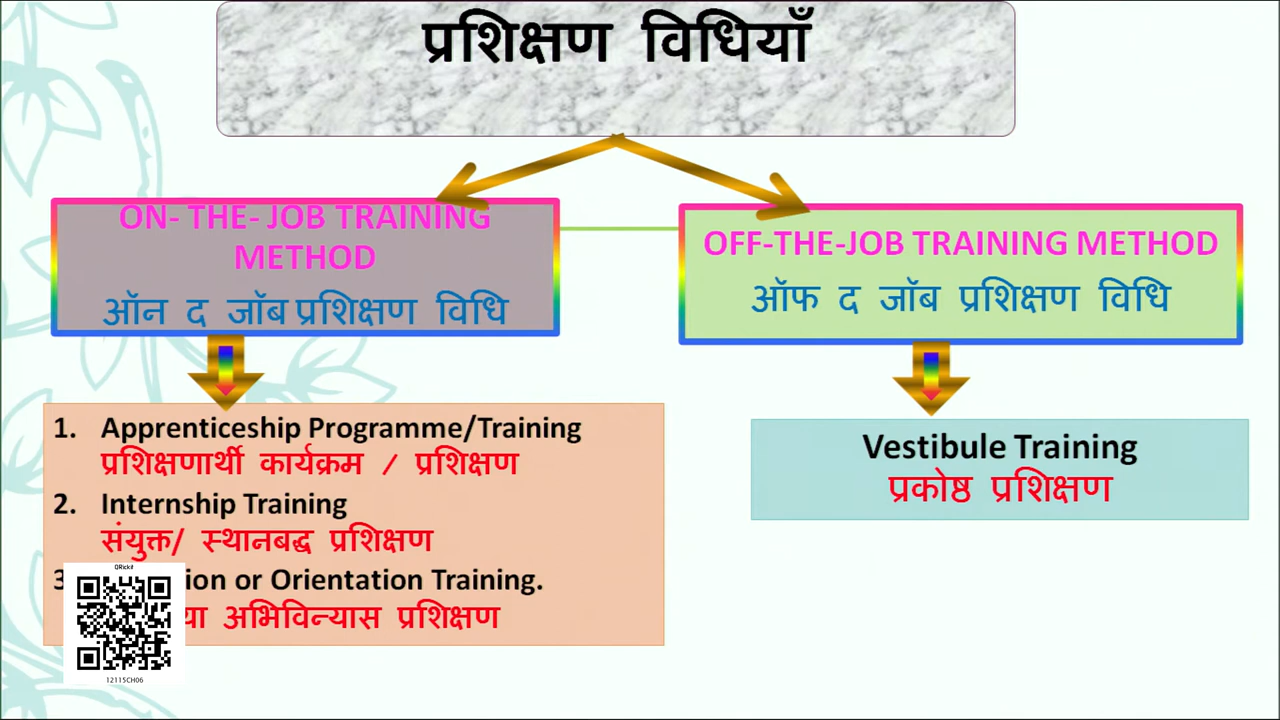 प्रशिक्षण विधियाँ
ON- THE- JOB TRAINING
METHOD
ऑन द जॉब प्रशिक्षण विधि
OFF-THE-JOB TRAINING METHOD
ऑफ द जॉब प्रशिक्षण विधि
1. Apprenticeship Programme/Training
प्रशिक्षणार्थी कार्यक्रम / प्रशिक्षण
2. Internship Training
संयुक्त/ स्थानबद्ध प्रशिक्षण
or Orientation Training.
अभिविन्यास प्रशिक्षण
Vestibule Training
प्रकोष्ठ प्रशिक्षण
QRickit
12115CH06